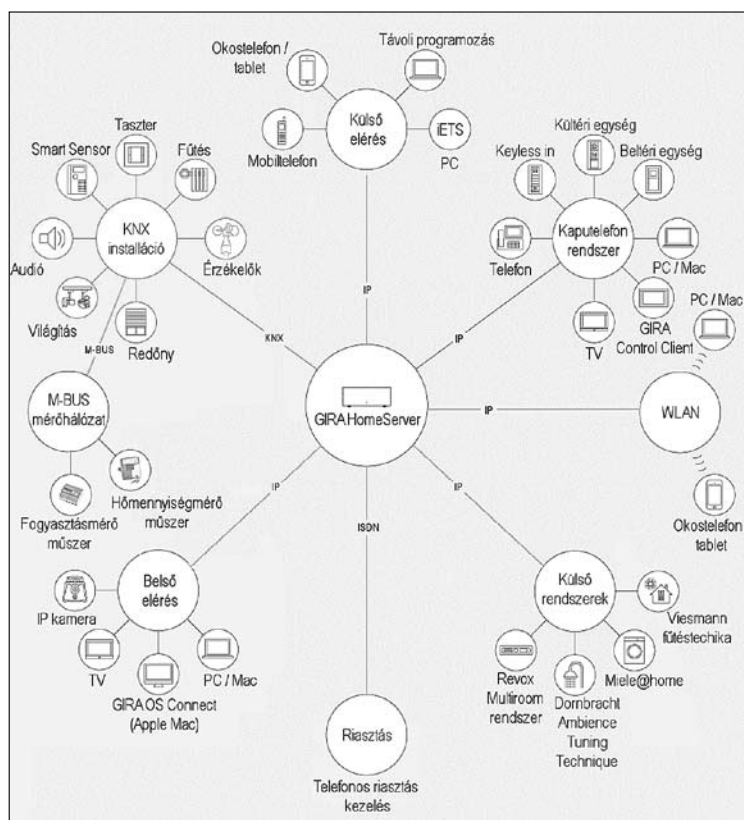 Okostelefon /
tablet
Távoli programozás
Mobiltelefon
Külső
elérés
iETS
PC
Taszter
Smart Sensor
Fűtés
KNX
installáció
Audió
Érzékelők
Világítás
Redőny
M-BUS
KNX
IP
Kültéri egység
Keyless in
Beltéri egység
Kaputelefon
rendszer
Telefon
PC / Mac
TV
GIRA
Control Client
PC / Mac
IP
GIRA HomeServer
IP
WLAN
Okostelefon
tablet
M-BUS
mérőhálózat
Hőmennyiségmérő
műszer
Fogyasztásmérő
műszer
IP
ISDN
IP
Belső
elérés
IP kamera
TV
GIRA OS Connect
(Apple Mac)
PC / Mac
Riasztás
Telefonos riasztás
kezelés
Külső
rendszerek
Viesmann
fűtéstechika
Miele@home
Revox
Multiroom
rendszer
Dornbracht
Ambience
Tuning
Technique